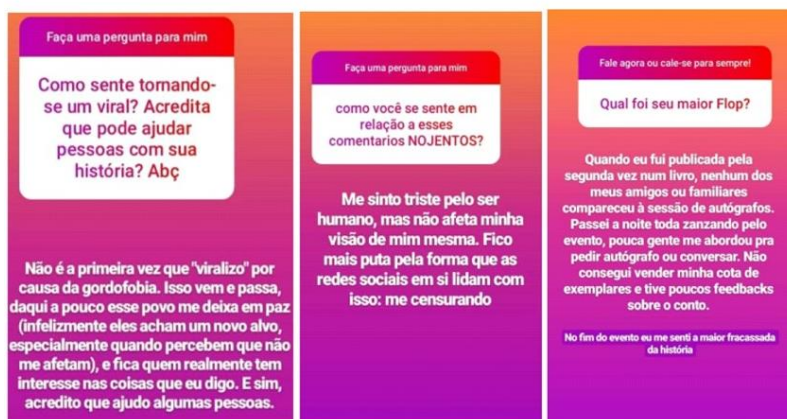 Faça uma pergunta para mim
Como sente tornando-
se um viral? Acredita
que pode ajudar
pessoas com sua
história? Abç
Não é a primeira vez que "viralizo" por
causa da gordofobia. Isso vem e passa,
daqui a pouco esse povo me deixa em paz
(infelizmente eles acham um novo alvo,
especialmente quando percebem que não
me afetam), e fica quem realmente tem
interesse nas coisas que eu digo. E sim,
acredito que ajudo algumas pessoas.
Faça uma pergunta para mim
como você se sente em
relação a esses
comentarios NOJENTOS?
Me sinto triste pelo ser
humano, mas não afeta minha
visão de mim mesma. Fico
mais puta pela forma que as
redes sociais em si lidam com
isso: me censurando
Fale agora ou cale-se para sempre!
Qual foi seu maior Flop?
Quando eu fui publicada pela
segunda vez num livro, nenhum dos
meus amigos ou familiares
compareceu à sessão de autógrafos.
Passei a noite toda zanzando pelo
evento, pouca gente me abordou pra
pedir autógrafo ou conversar. Não
consegui vender minha cota de
exemplares e tive poucos feedbacks
sobre o conto.
No fim do evento eu me senti a maior fracassada
da história